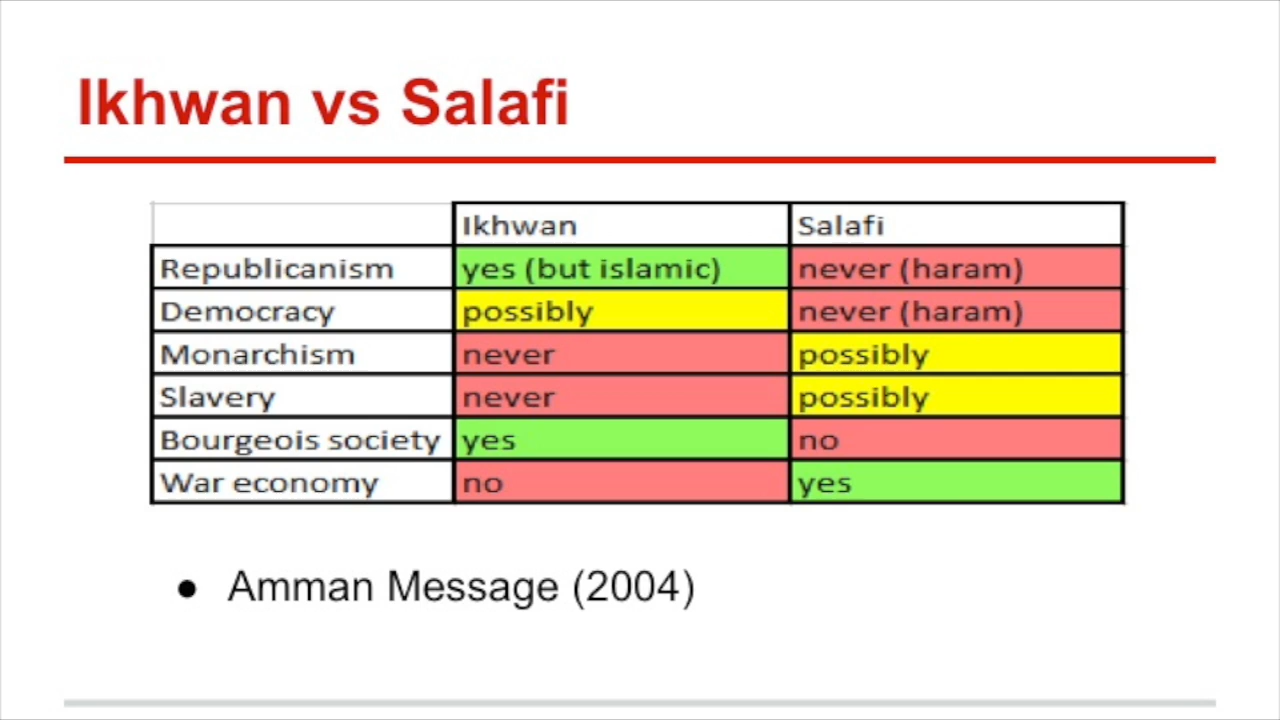 Ikhwan vs Salafi
Ikhwan Salafi
Republicanism yes (but islamic) never (haram)
Democracy possibly never (haram)
Monarchism never possibly
Slavery never possibly
Bourgeois society yes no
War economy no yes
● Amman Message (2004)